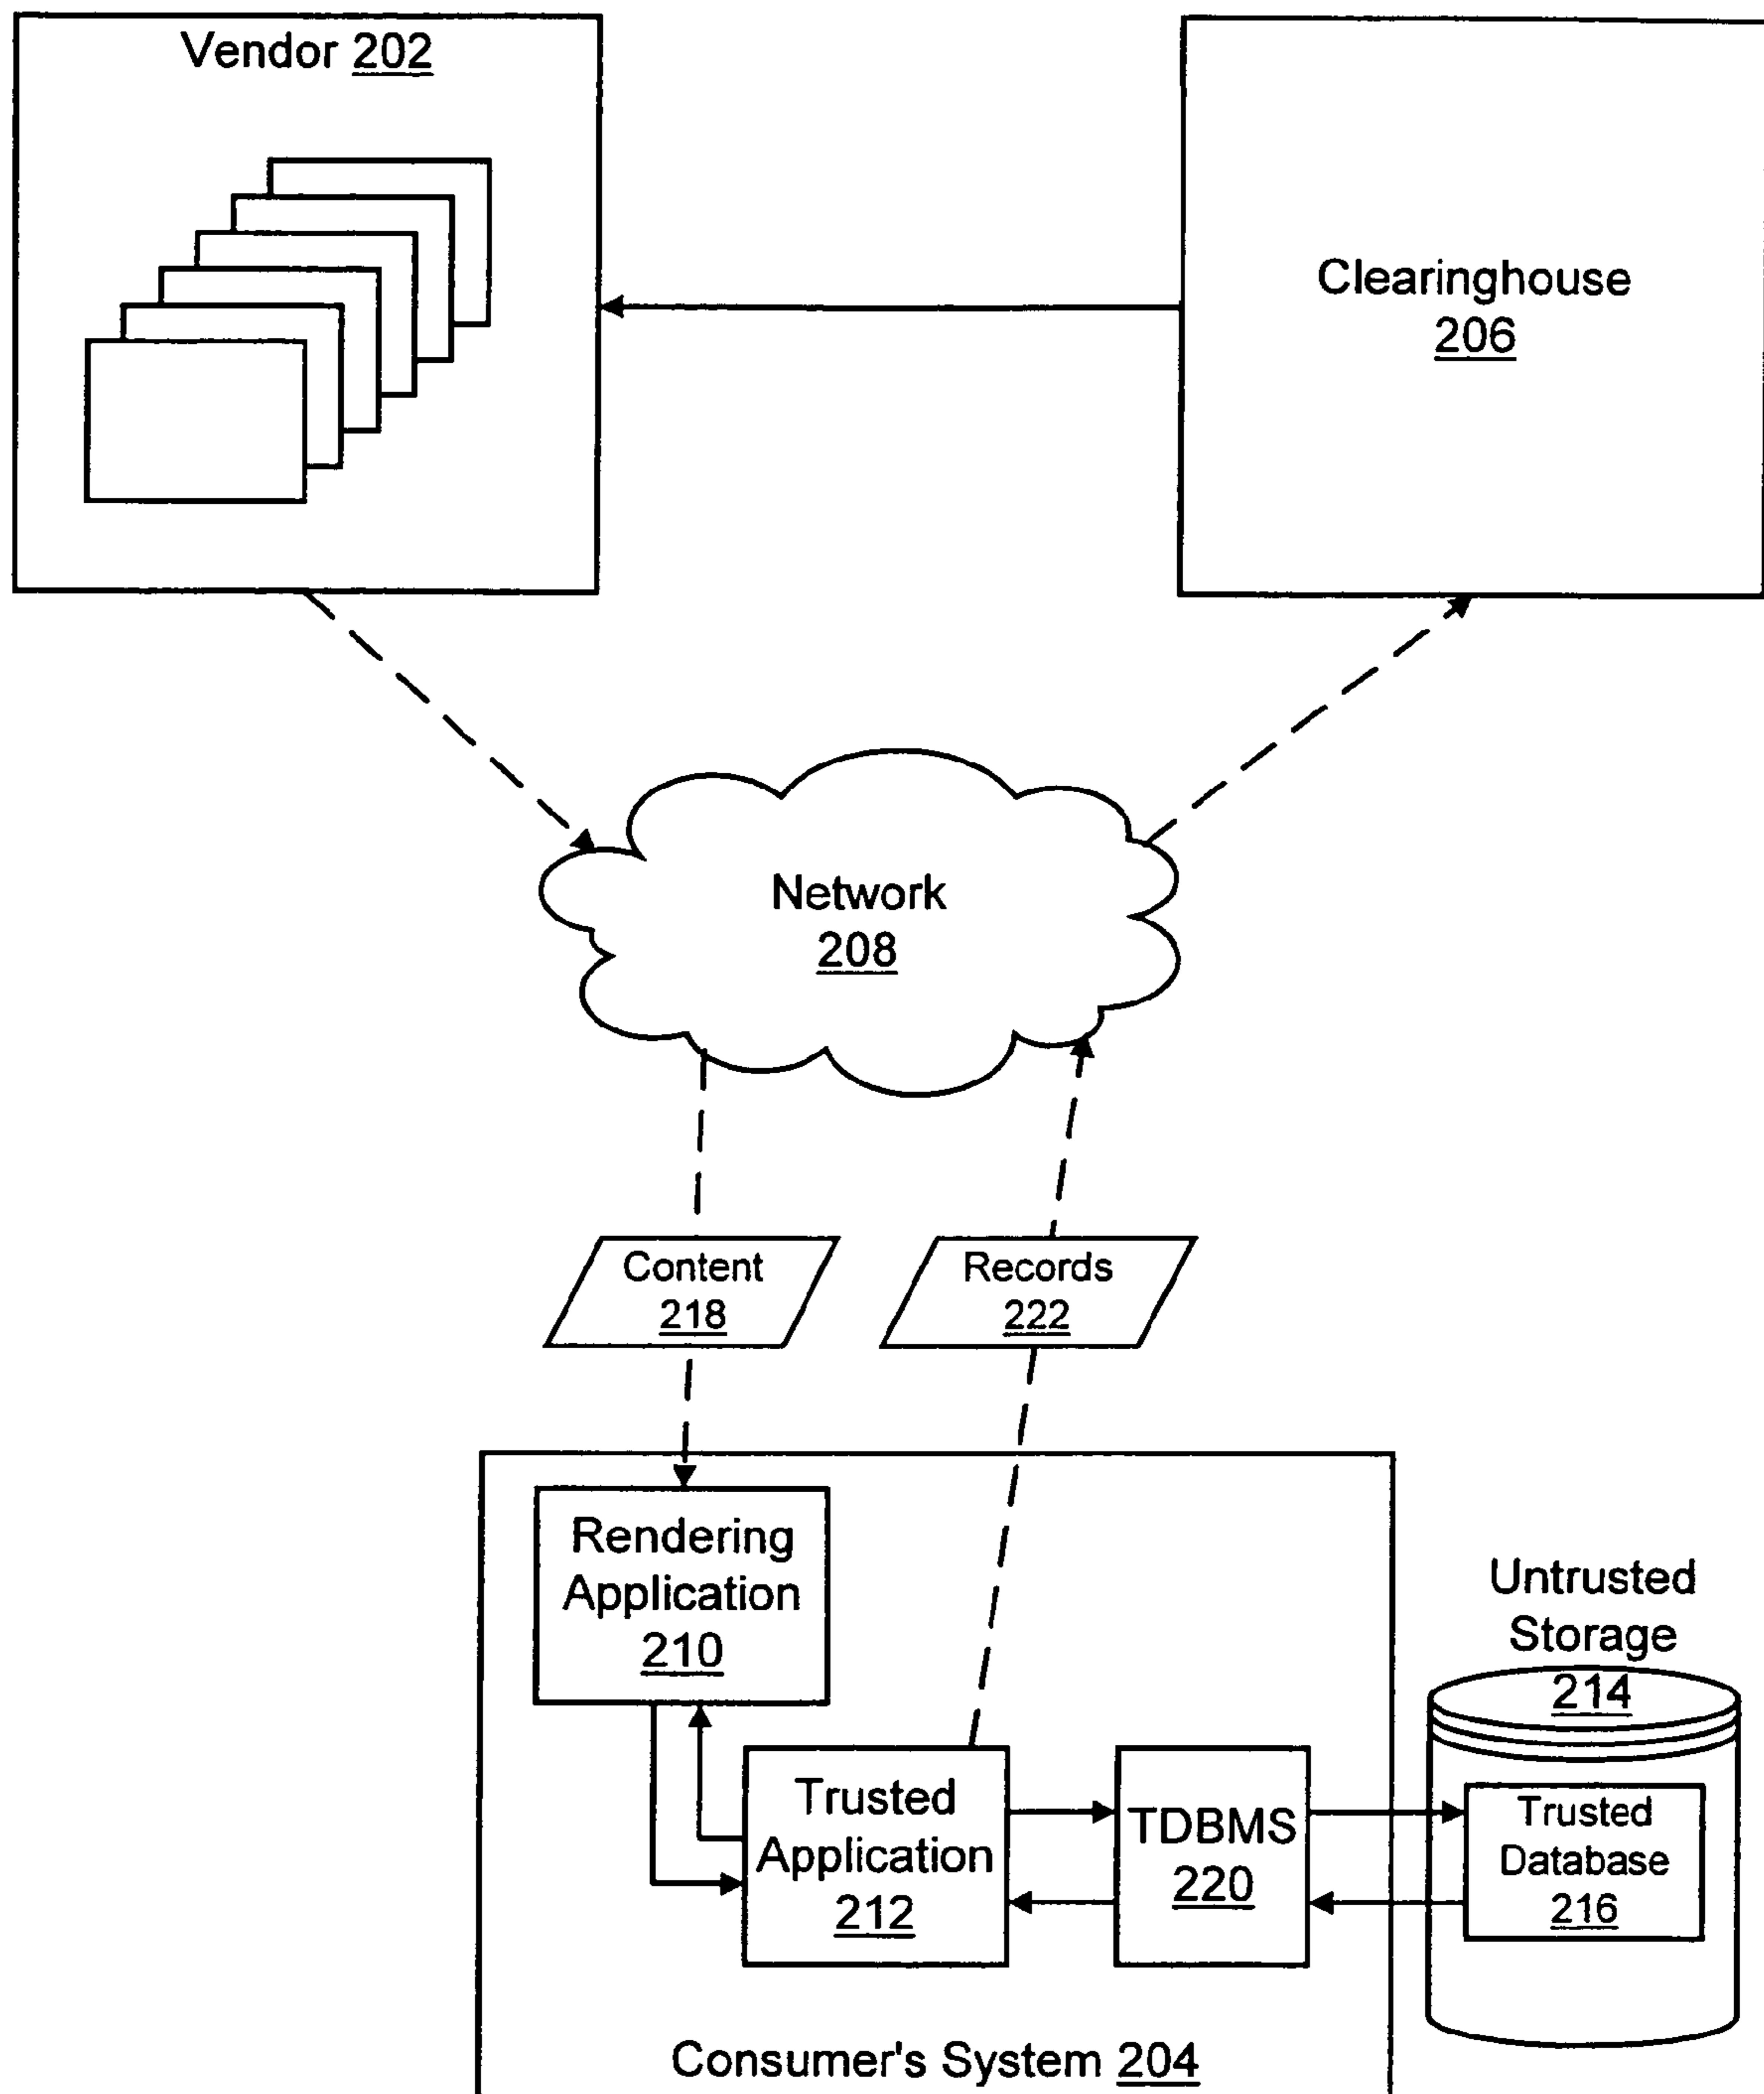 Vendor 202
Clearinghouse
206
Network
208
Content
218
Records
222
Rendering
Application
210
Untrusted
Storage
214
Trusted
Application
212
TDBMS
220
Trusted
Database
216
Consumer's System 204